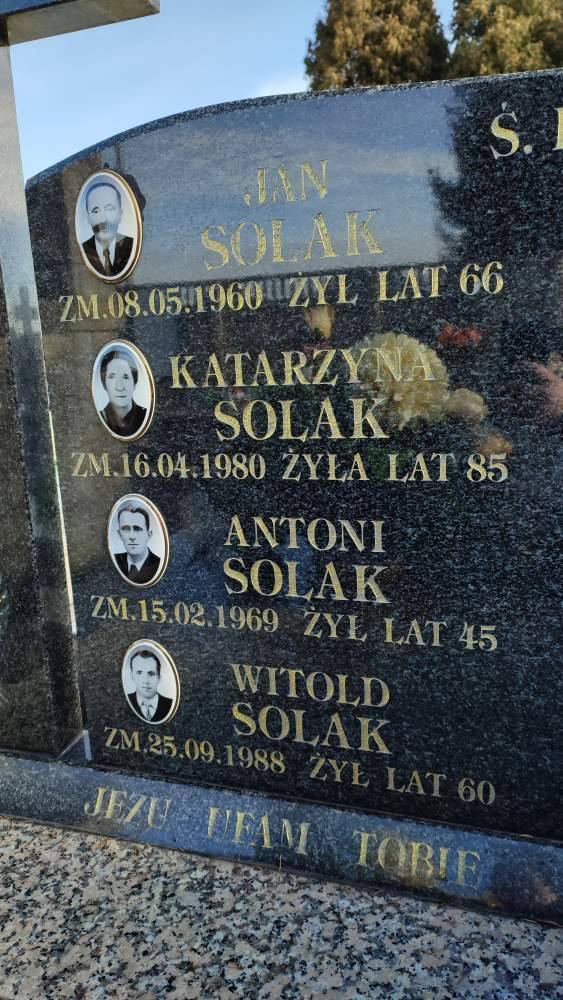 Ś.
JAN
SOLAK
ZM.08.05.1960 ŻYŁ LAT 66
KATARZYNA
SOLAK
ZM.16.04.1980 ŻYŁA LAT 85
ANTONI
SOLAK
ZM.15.02.1969 ŻYŁ LAT 45
WITOLD
SOLAK
ZM.25.09.1988 ŻYŁ LAT 60
JEZU UFAM TOBIE